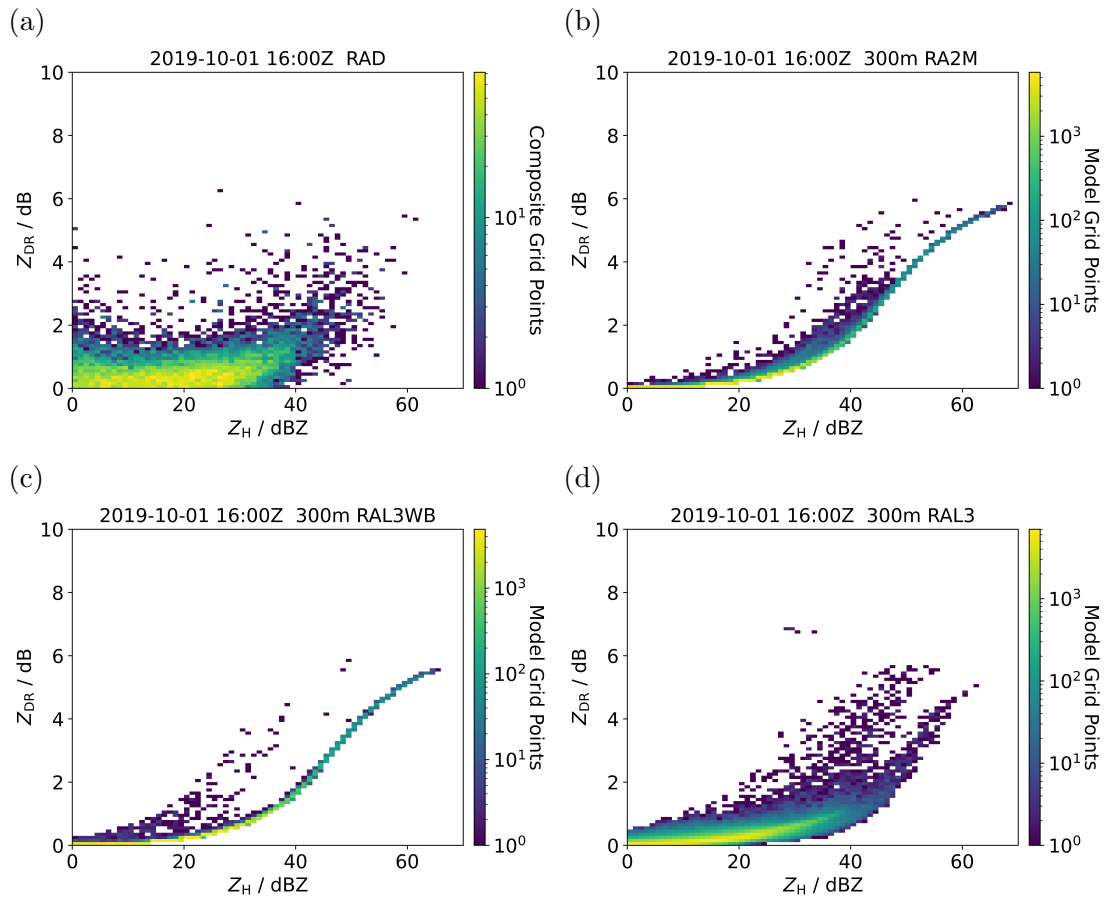 (a)
2019-10-01 16:00Z RAD
10
8
6
4
2
0
Z_DR / dB
0 20 40 60
Z_H / dBZ
10^1
10^0
Composite Grid Points
(b)
2019-10-01 16:00Z 300m RA2M
10
8
6
4
2
0
Z_DR / dB
0 20 40 60
Z_H / dBZ
10^3
10^2
10^1
10^0
Model Grid Points
(c)
2019-10-01 16:00Z 300m RAL3WB
10
8
6
4
2
0
Z_DR / dB
0 20 40 60
Z_H / dBZ
10^3
10^2
10^1
10^0
Model Grid Points
(d)
2019-10-01 16:00Z 300m RAL3
10
8
6
4
2
0
Z_DR / dB
0 20 40 60
Z_H / dBZ
10^3
10^2
10^1
10^0
Model Grid Points